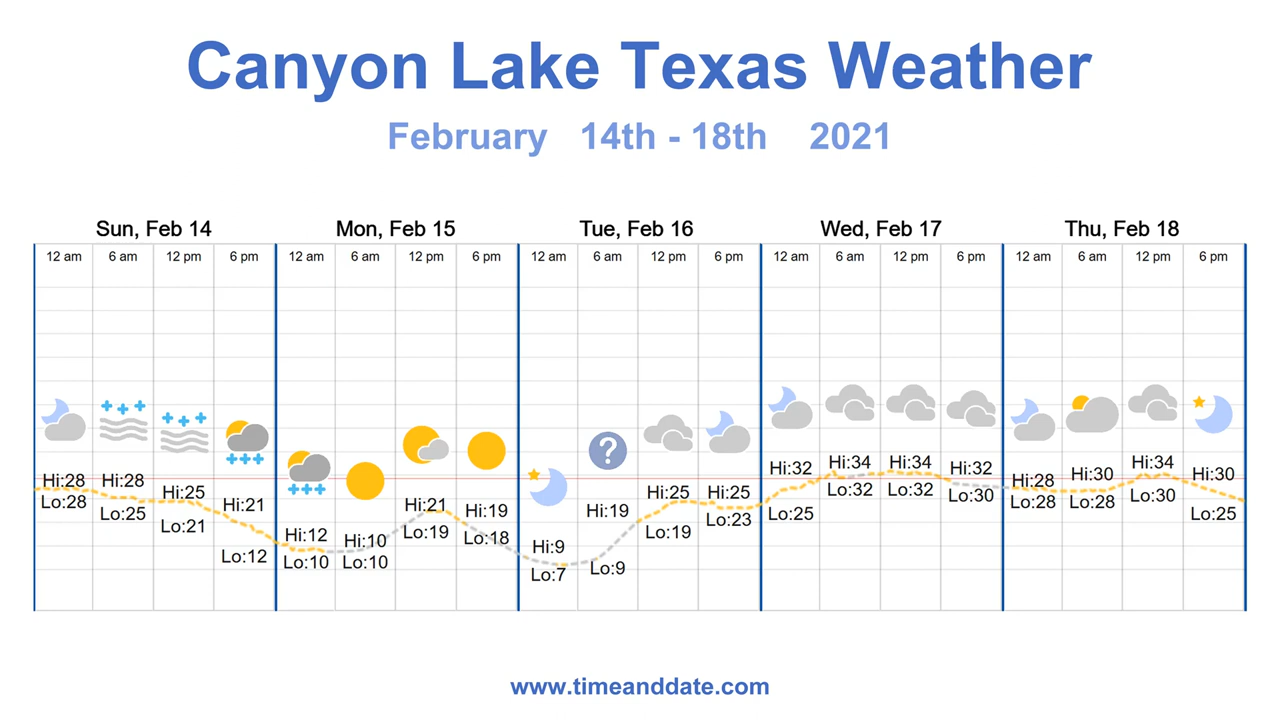 Canyon Lake Texas Weather
February 14th - 18th 2021
Sun, Feb 14 Mon, Feb 15 Tue, Feb 16 Wed, Feb 17 Thu, Feb 18
12 am 6 am 12 pm 6 pm 12 am 6 am 12 pm 6 pm 12 am 6 am 12 pm 6 pm 12 am 6 am 12 pm 6 pm 12 am 6 am 12 pm 6 pm
?
Hi:28 Hi:28 Hi:25 Hi:21 Hi:12 Hi:10 Hi:21 Hi:19 Hi:9 Hi:19 Hi:25 Hi:25 Hi:32 Hi:34 Hi:34 Hi:32 Hi:28 Hi:30 Hi:34 Hi:30
Lo:28 Lo:25 Lo:21 Lo:12 Lo:10 Lo:10 Lo:19 Lo:18 Lo:7 Lo:9 Lo:19 Lo:23 Lo:25 Lo:32 Lo:32 Lo:30 Lo:28 Lo:28 Lo:30 Lo:25
www.timeanddate.com